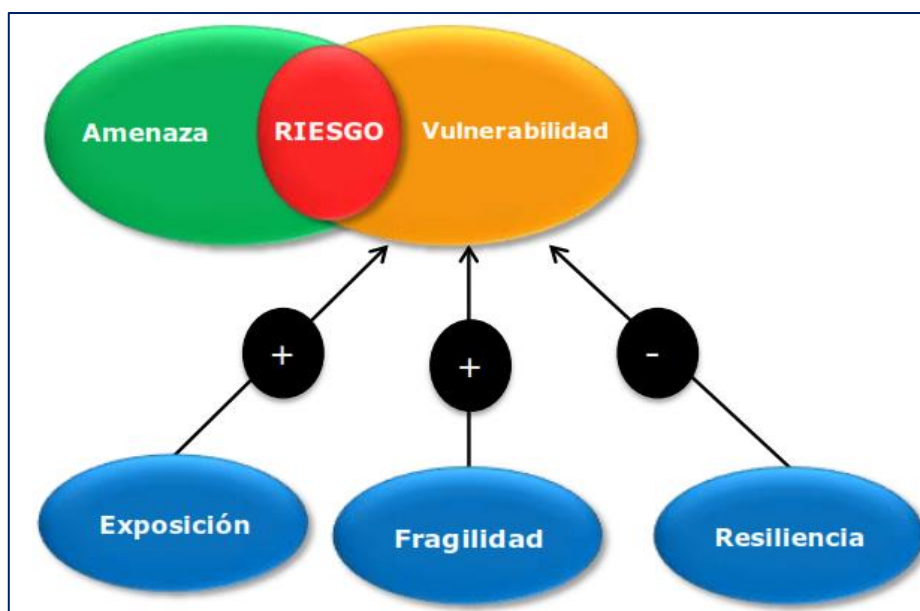 Amenaza
RIESGO
Vulnerabilidad
+
+
-
Exposición
Fragilidad
Resiliencia